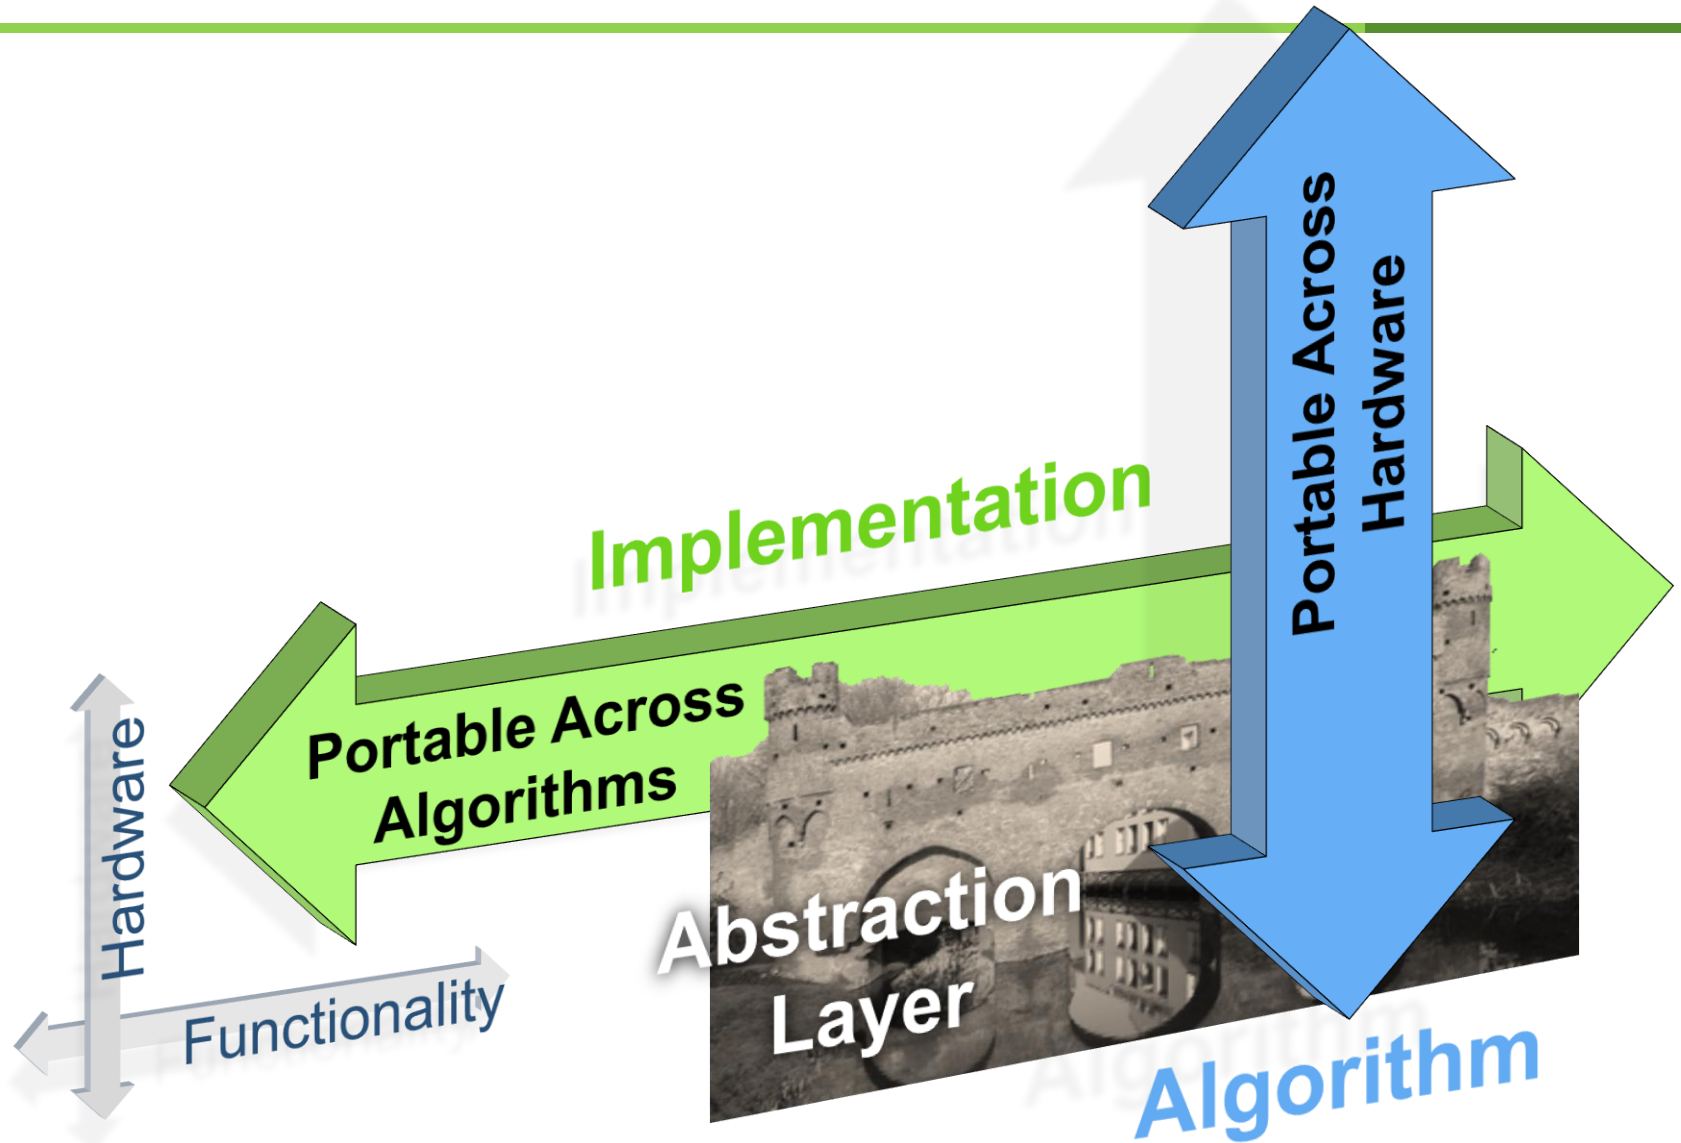 Implementation
Portable Across
Hardware
Portable Across
Algorithms
Hardware
Functionality
Abstraction
Layer
Algorithm